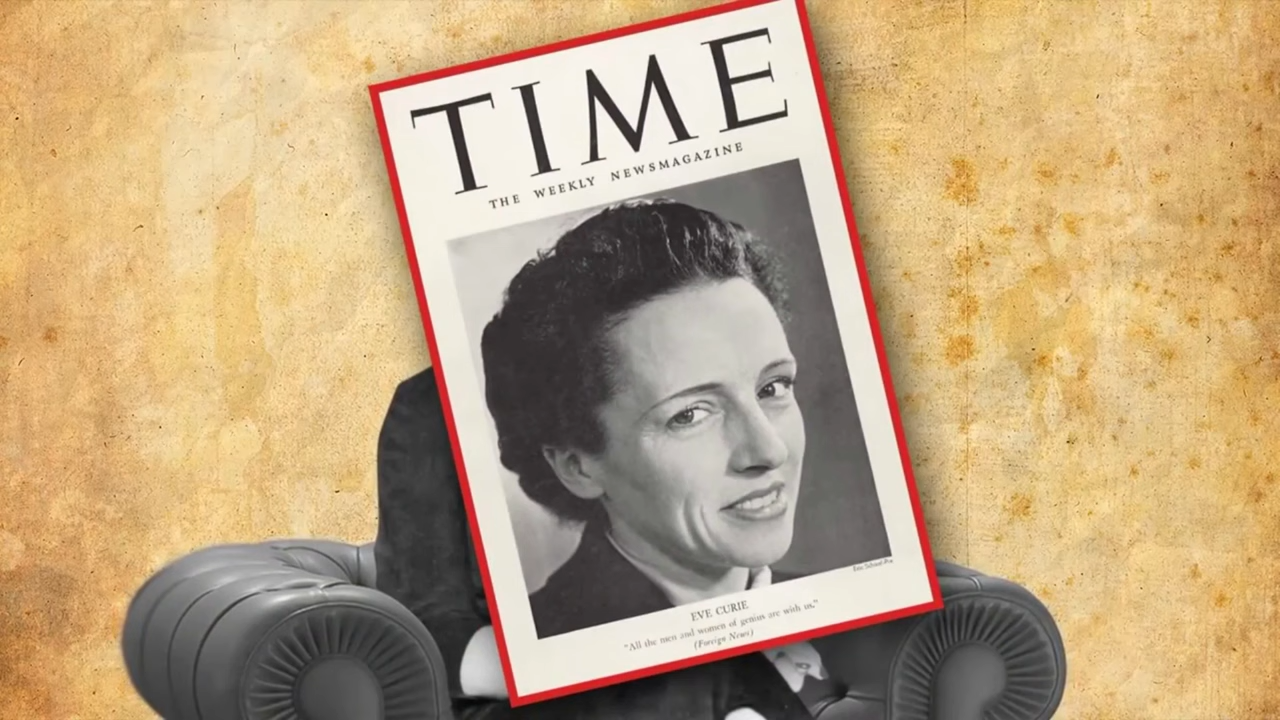 TIME
THE WEEKLY NEWSMAGAZINE
EVE CURIE
"All the men and women of genius are with us."
(Foreign News)